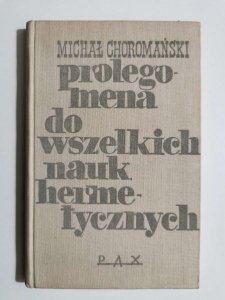 MICHAŁ CHOROMAŃSKI
prolego-
mena
do
wszelkich
nauk
herme-
tycznych
PAX